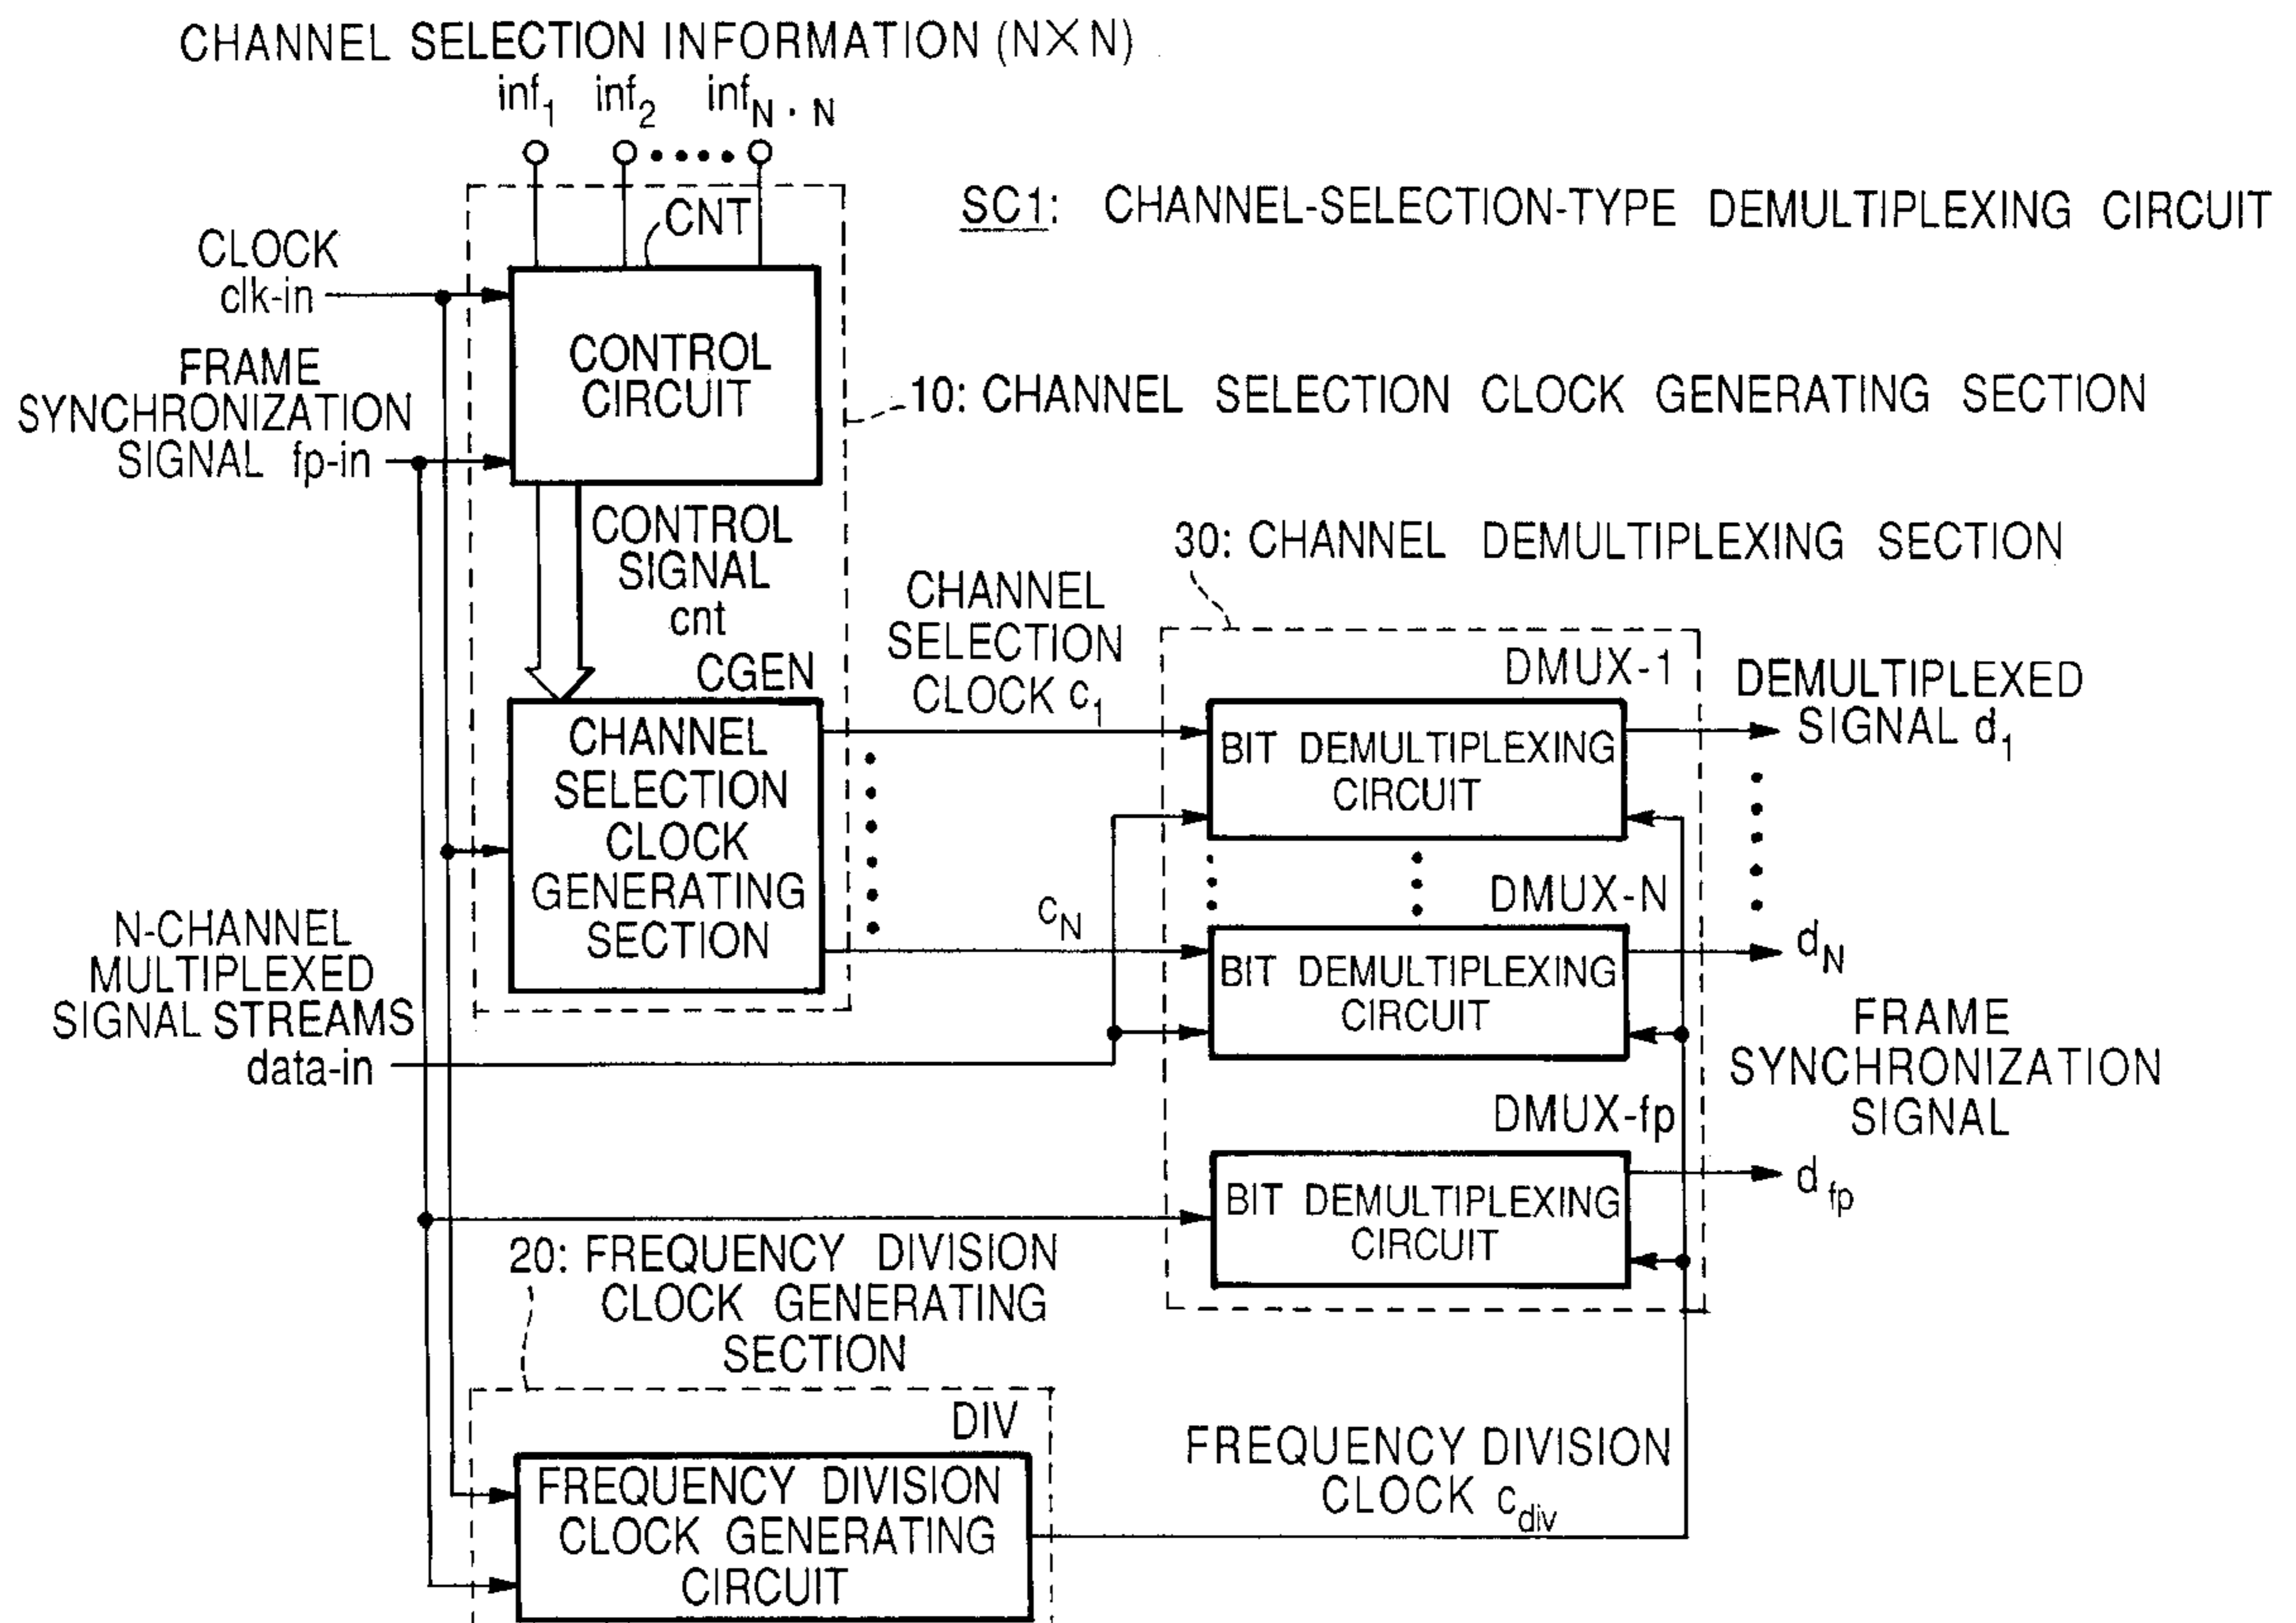 CHANNEL SELECTION INFORMATION (N×N)
inf1 inf2 infN·N
SC1: CHANNEL-SELECTION-TYPE DEMULTIPLEXING CIRCUIT
CNT
CLOCK
clk-in
CONTROL
CIRCUIT
FRAME
SYNCHRONIZATION
SIGNAL fp-in
10: CHANNEL SELECTION CLOCK GENERATING SECTION
CONTROL
SIGNAL
cnt
30: CHANNEL DEMULTIPLEXING SECTION
CHANNEL
SELECTION
CLOCK c1
CGEN
CHANNEL
SELECTION
CLOCK
GENERATING
SECTION
DMUX-1
BIT DEMULTIPLEXING
CIRCUIT
DEMULTIPLEXED
SIGNAL d1
cN
DMUX-N
BIT DEMULTIPLEXING
CIRCUIT
dN
N-CHANNEL
MULTIPLEXED
SIGNAL STREAMS
data-in
FRAME
SYNCHRONIZATION
SIGNAL
DMUX-fp
BIT DEMULTIPLEXING
CIRCUIT
dfp
20: FREQUENCY DIVISION
CLOCK GENERATING
SECTION
DIV
FREQUENCY DIVISION
CLOCK GENERATING
CIRCUIT
FREQUENCY DIVISION
CLOCK cdiv